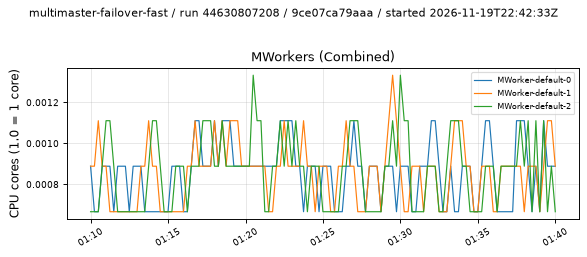 multimaster-failover-fast / run 44630807208 / 9ce07ca79aaa / started 2026-11-19T22:42:33Z
MWorkers (Combined)
CPU cores (1.0 = 1 core)
0.0012
0.0010
0.0008
MWorker-default-0
MWorker-default-1
MWorker-default-2
01:10
01:15
01:20
01:25
01:30
01:35
01:40